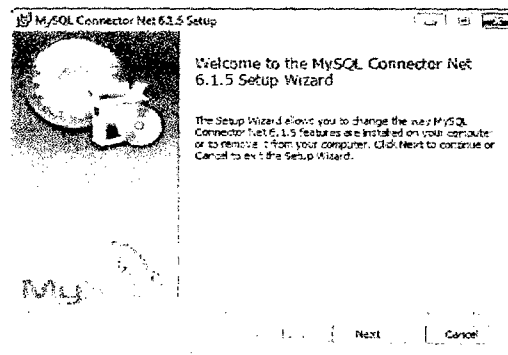 MySQL Connector Net 6.1.5 Setup
Welcome to the MySQL Connector Net
6.1.5 Setup Wizard
The Setup Wizard allows you to change the way MySQL
Connector Net 6.1.5 features are installed on your computer
or to remove it from your computer. Click Next to continue or
Cancel to exit the Setup Wizard.
My
Next
Cancel